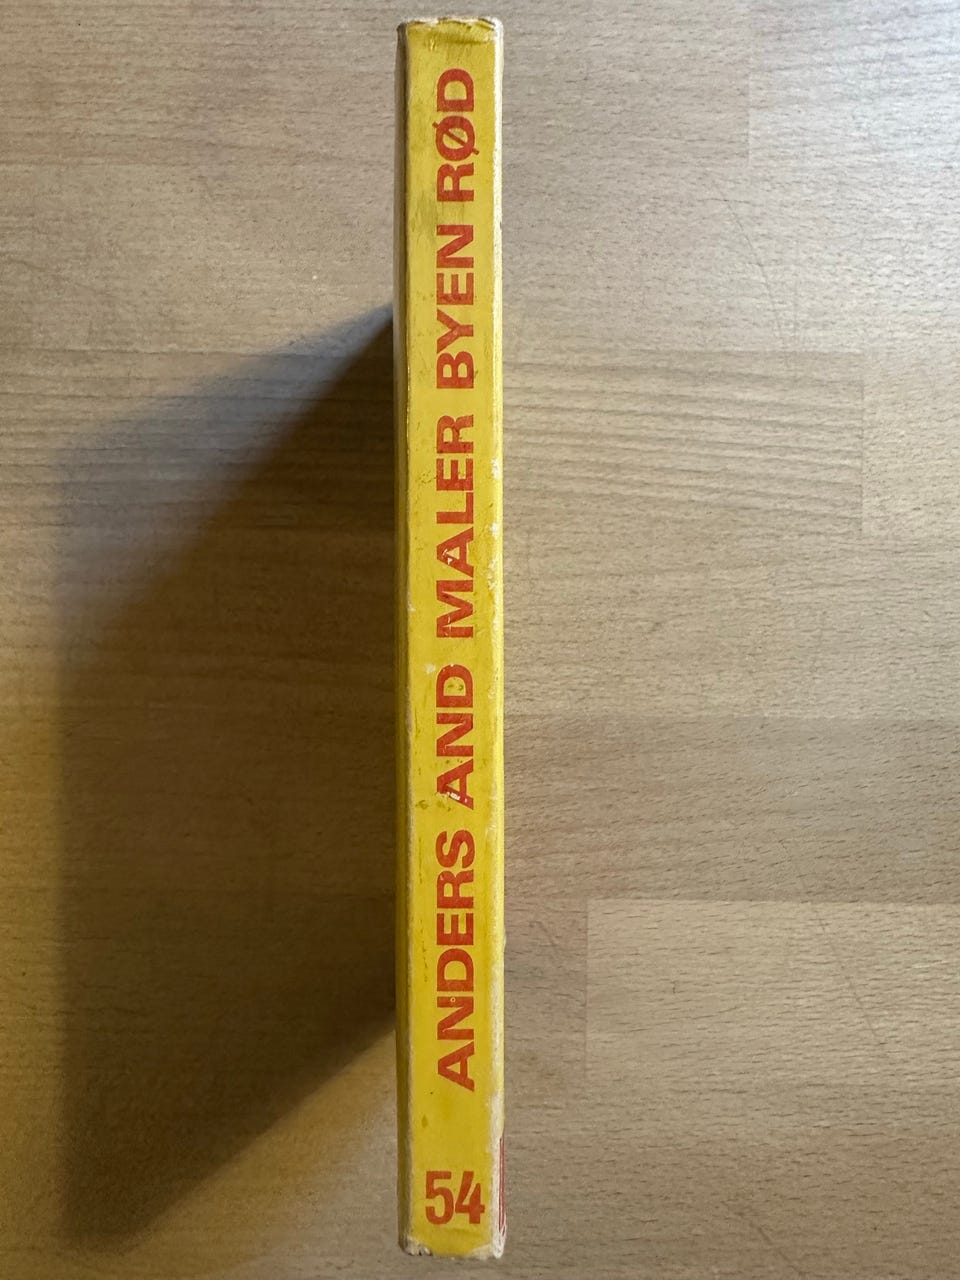 ANDERS AND MALER BYEN RØD
54